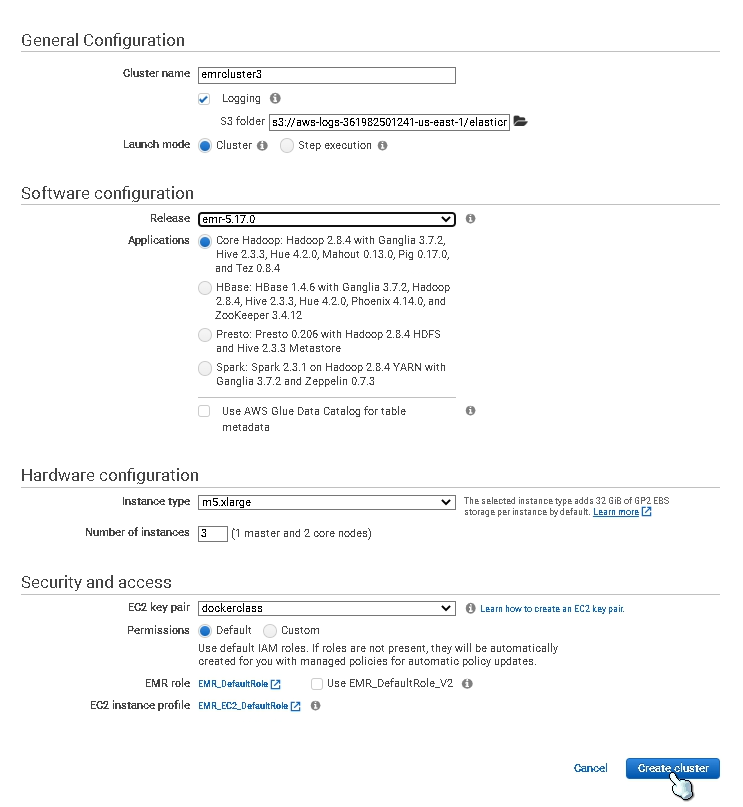 General Configuration
Cluster name emrcluster3
Logging
S3 folder s3://aws-logs-361982501241-us-east-1/elasticr
Launch mode Cluster Step execution
Software configuration
Release emr-5.17.0
Applications Core Hadoop: Hadoop 2.8.4 with Ganglia 3.7.2,
Hive 2.3.3, Hue 4.2.0, Mahout 0.13.0, Pig 0.17.0,
and Tez 0.8.4
HBase: HBase 1.4.6 with Ganglia 3.7.2, Hadoop
2.8.4, Hive 2.3.3, Hue 4.2.0, Phoenix 4.14.0, and
ZooKeeper 3.4.12
Presto: Presto 0.206 with Hadoop 2.8.4 HDFS
and Hive 2.3.3 Metastore
Spark: Spark 2.3.1 on Hadoop 2.8.4 YARN with
Ganglia 3.7.2 and Zeppelin 0.7.3
Use AWS Glue Data Catalog for table
metadata
Hardware configuration
Instance type m5.xlarge The selected instance type adds 32 GiB of GP2 EBS
storage per instance by default. Learn more
Number of instances 3 (1 master and 2 core nodes)
Security and access
EC2 key pair dockerclass Learn how to create an EC2 key pair.
Permissions Default Custom
Use default IAM roles. If roles are not present, they will be automatically
created for you with managed policies for automatic policy updates.
EMR role EMR_DefaultRole Use EMR_DefaultRole_V2
EC2 instance profile EMR_EC2_DefaultRole
Cancel Create cluster